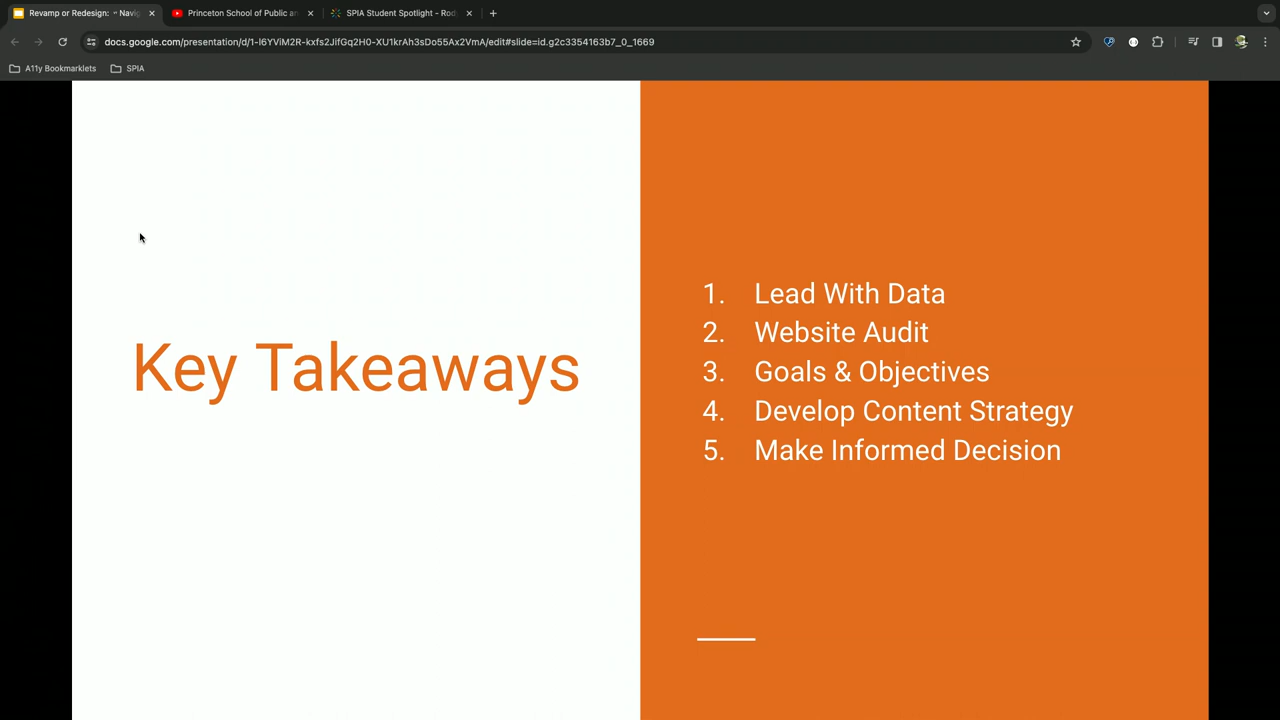 Revamp or Redesign: “ Navig
Princeton School of Public an
SPIA Student Spotlight - Rod
docs.google.com/presentation/d/1-l6YViM2R-kxfs2JifGq2H0-XU1krAh3sDo55Ax2VmA/edit#slide=id.g2c3354163b7_0_1669
A11y Bookmarklets
SPIA
Key Takeaways
1. Lead With Data
2. Website Audit
3. Goals & Objectives
4. Develop Content Strategy
5. Make Informed Decision